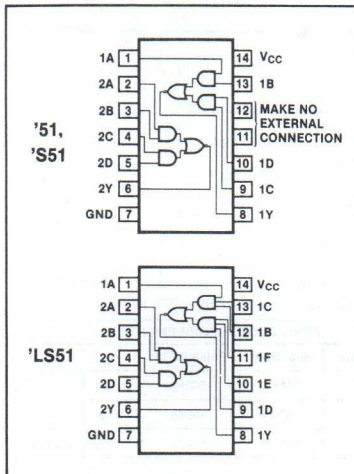 1A 1 14 VCC
2A 2 13 1B
2B 3 12 MAKE NO
EXTERNAL
CONNECTION
'51,
'S51
2C 4 11
2D 5 10 1D
2Y 6 9 1C
GND 7 8 1Y
1A 1 14 VCC
2A 2 13 1C
2B 3 12 1B
'LS51
2C 4 11 1F
2D 5 10 1E
2Y 6 9 1D
GND 7 8 1Y